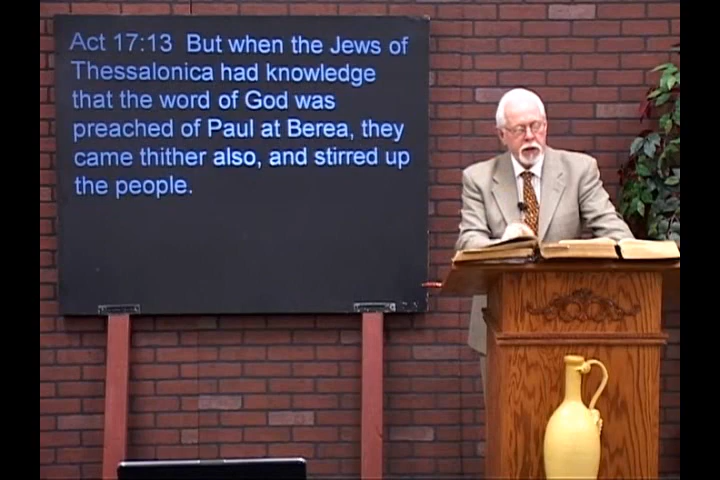 Act 17:13  But when the Jews of
Thessalonica had knowledge
that the word of God was
preached of Paul at Berea, they
came thither also, and stirred up
the people.